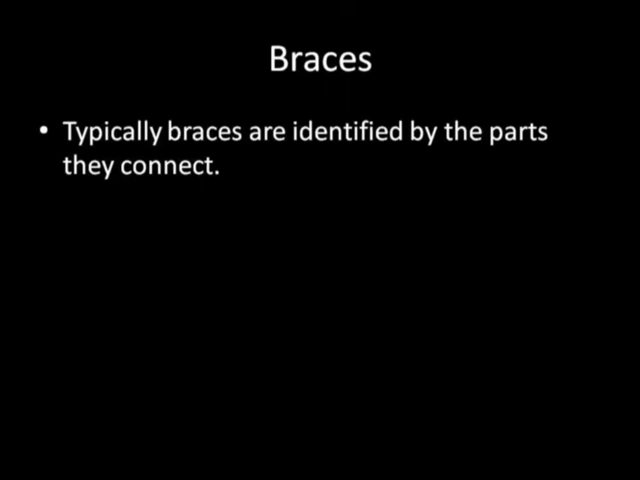 Braces
• Typically braces are identified by the parts
they connect.